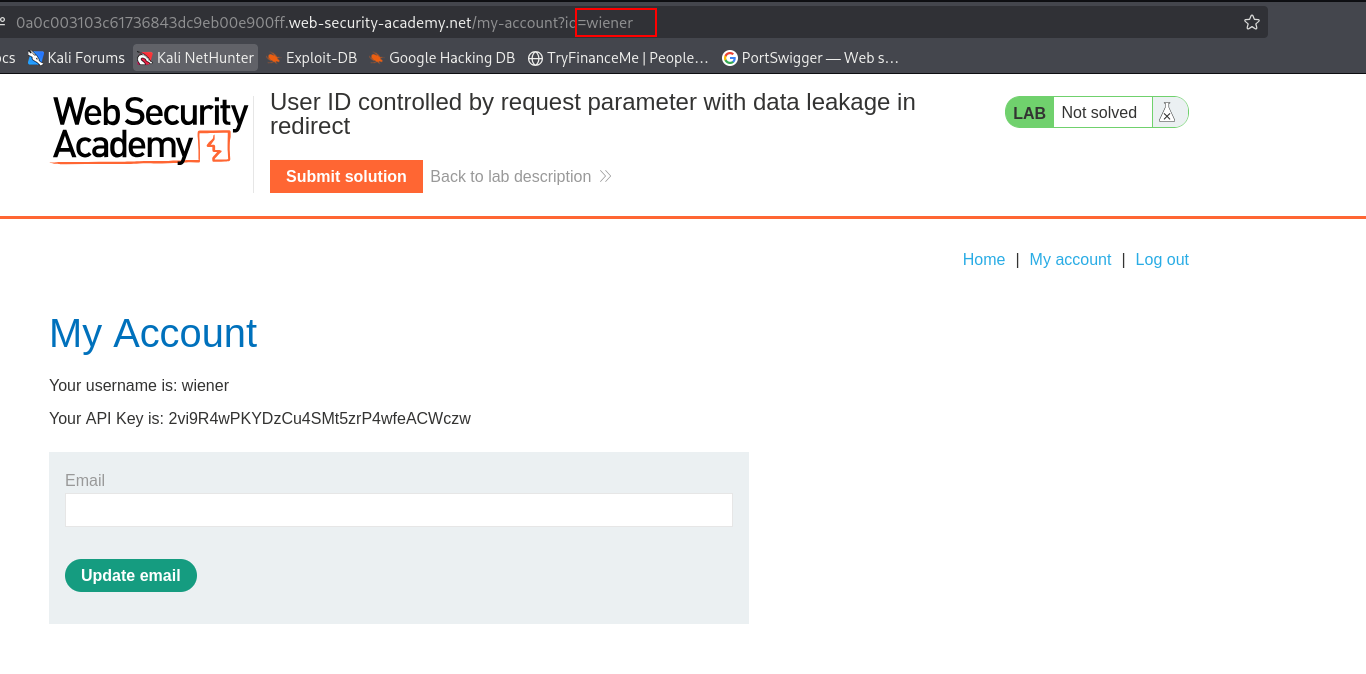 0a0c003103c61736843dc9eb00e900ff.web-security-academy.net/my-account?id=wiener
cs Kali Forums Kali NetHunter Exploit-DB Google Hacking DB TryFinanceMe | People… PortSwigger — Web s…
Web Security
Academy
User ID controlled by request parameter with data leakage in
redirect
LAB Not solved
Submit solution Back to lab description
Home | My account | Log out
My Account
Your username is: wiener
Your API Key is: 2vi9R4wPKYDzCu4SMt5zrP4wfeACWczw
Email
Update email